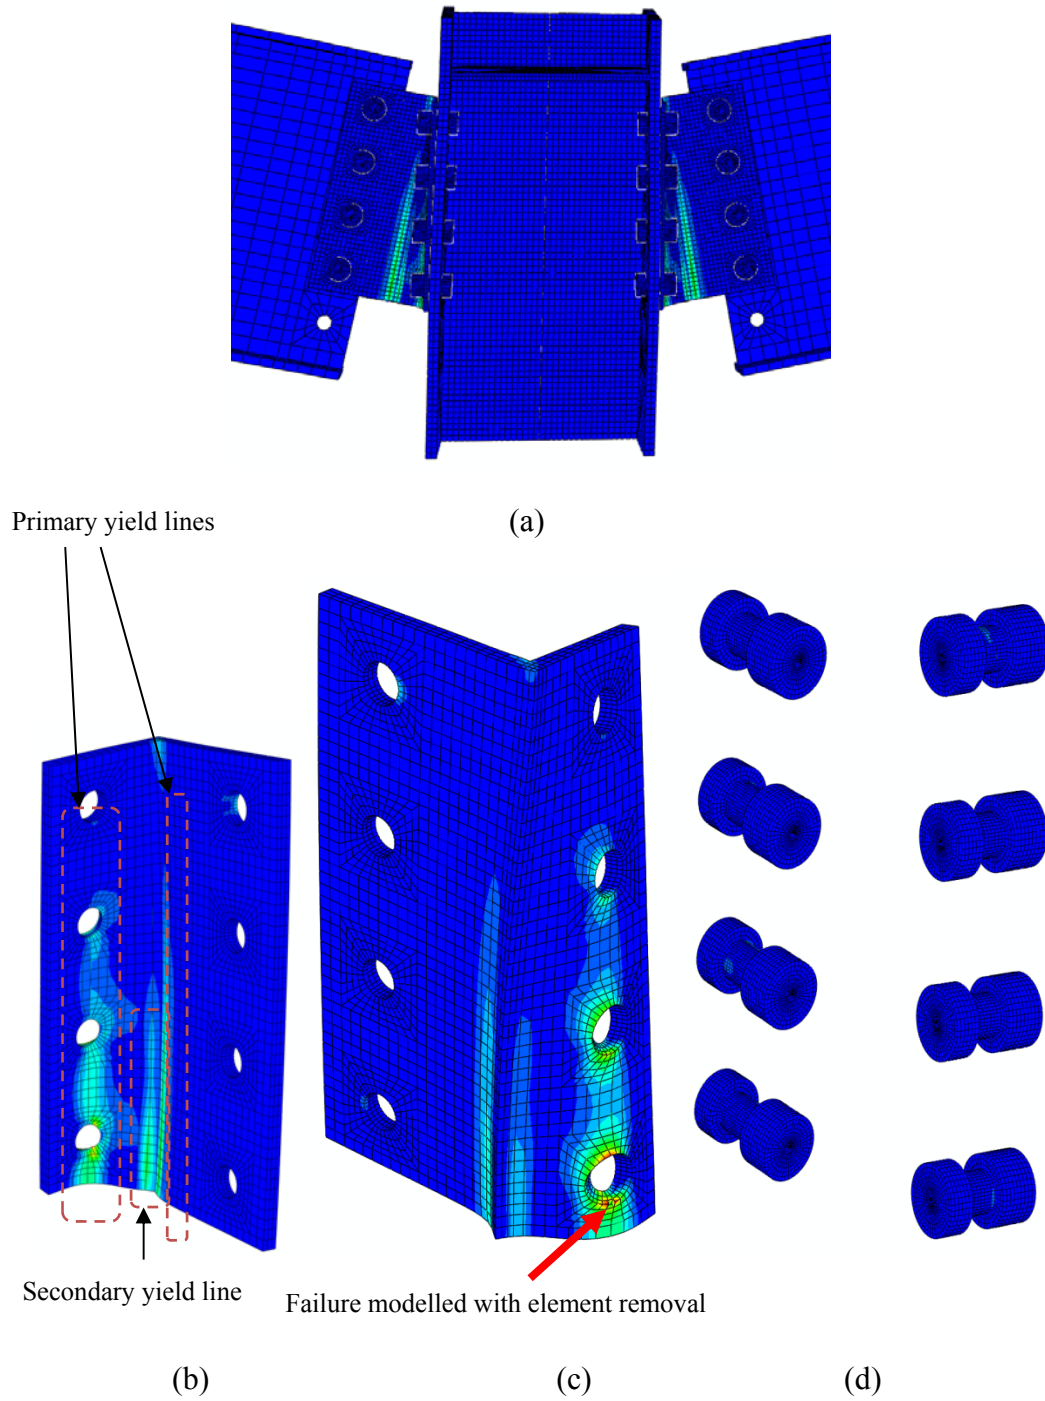 (a)
Primary yield lines
Secondary yield line
Failure modelled with element removal
(b)
(c)
(d)